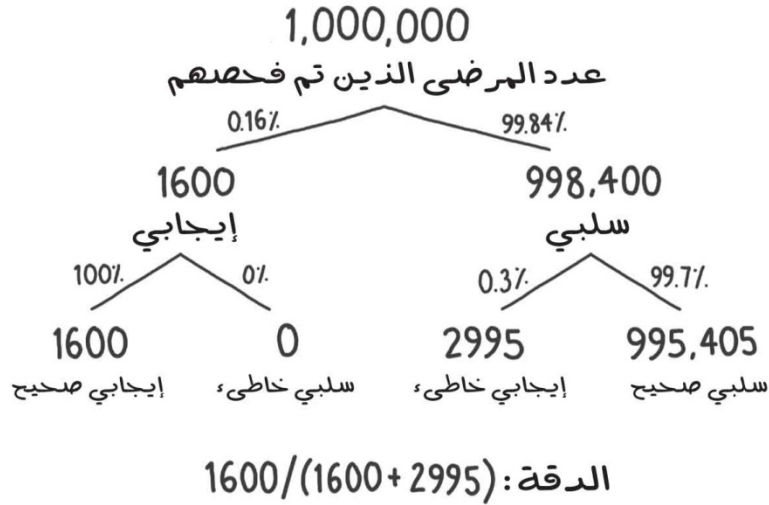 1,000,000
عدد المرضى الذين تم فحصهم
0.16% 99.84%
1600 998,400
إيجابي سلبي
100% 0% 0.3% 99.7%
1600 0 2995 995,405
إيجابي صحيح سلبي خاطىء إيجابي خاطىء سلبي صحيح
الدقة: 1600/(1600+2995)